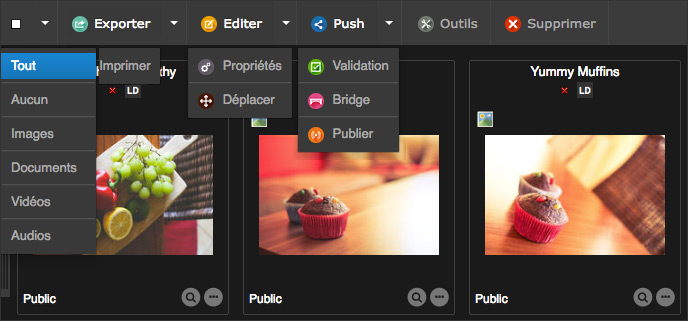 Exporter Editer Push Outils Supprimer
Tout
Aucun
Images
Documents
Vidéos
Audios
Imprimer
Propriétés
Déplacer
Validation
Bridge
Publier
LD
Yummy Muffins
LD
Public
Public
Public